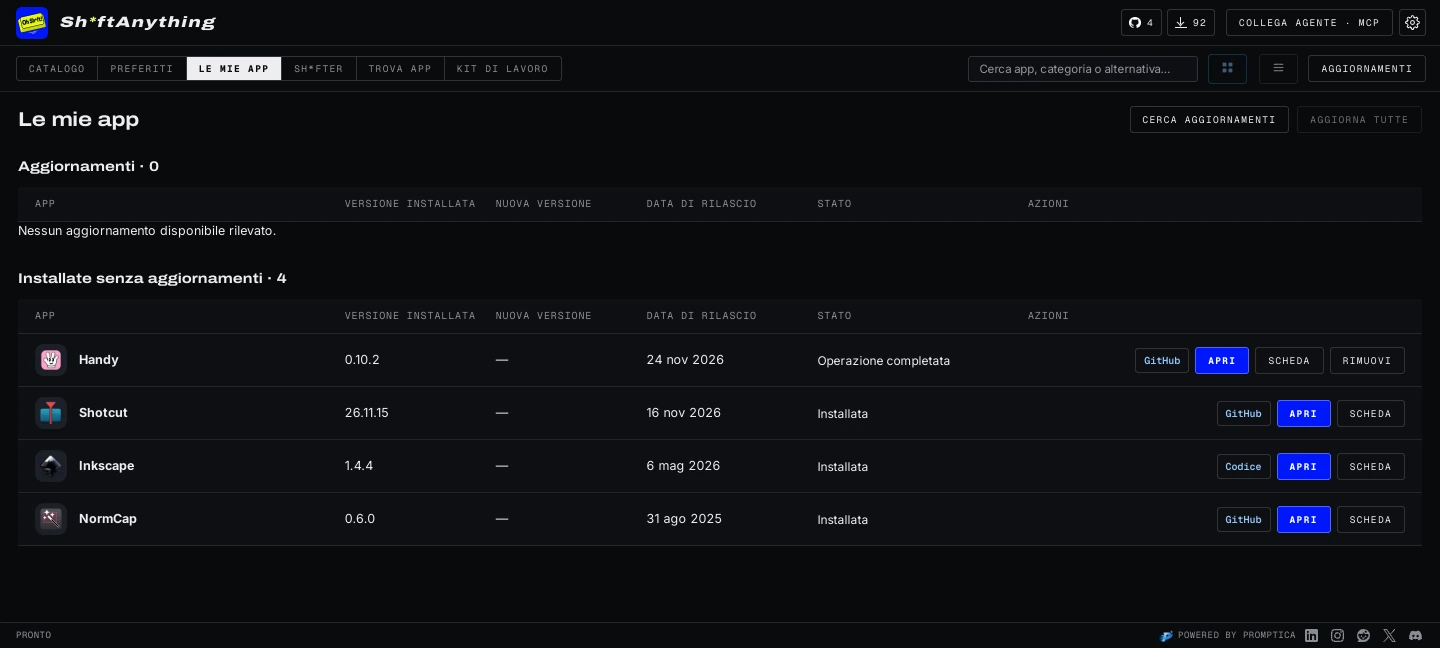 Oh Sh*ft!
Sh*ftAnything
4
92
COLLEGA AGENTE · MCP
CATALOGO
PREFERITI
LE MIE APP
SH*FTER
TROVA APP
KIT DI LAVORO
Cerca app, categoria o alternativa...
AGGIORNAMENTI
Le mie app
CERCA AGGIORNAMENTI
AGGIORNA TUTTE
Aggiornamenti · 0
APP VERSIONE INSTALLATA NUOVA VERSIONE DATA DI RILASCIO STATO AZIONI
Nessun aggiornamento disponibile rilevato.
Installate senza aggiornamenti · 4
APP VERSIONE INSTALLATA NUOVA VERSIONE DATA DI RILASCIO STATO AZIONI
Handy 0.10.2 — 24 nov 2026 Operazione completata GitHub APRI SCHEDA RIMUOVI
Shotcut 26.11.15 — 16 nov 2026 Installata GitHub APRI SCHEDA
Inkscape 1.4.4 — 6 mag 2026 Installata Codice APRI SCHEDA
NormCap 0.6.0 — 31 ago 2025 Installata GitHub APRI SCHEDA
PRONTO
POWERED BY PROMPTICA